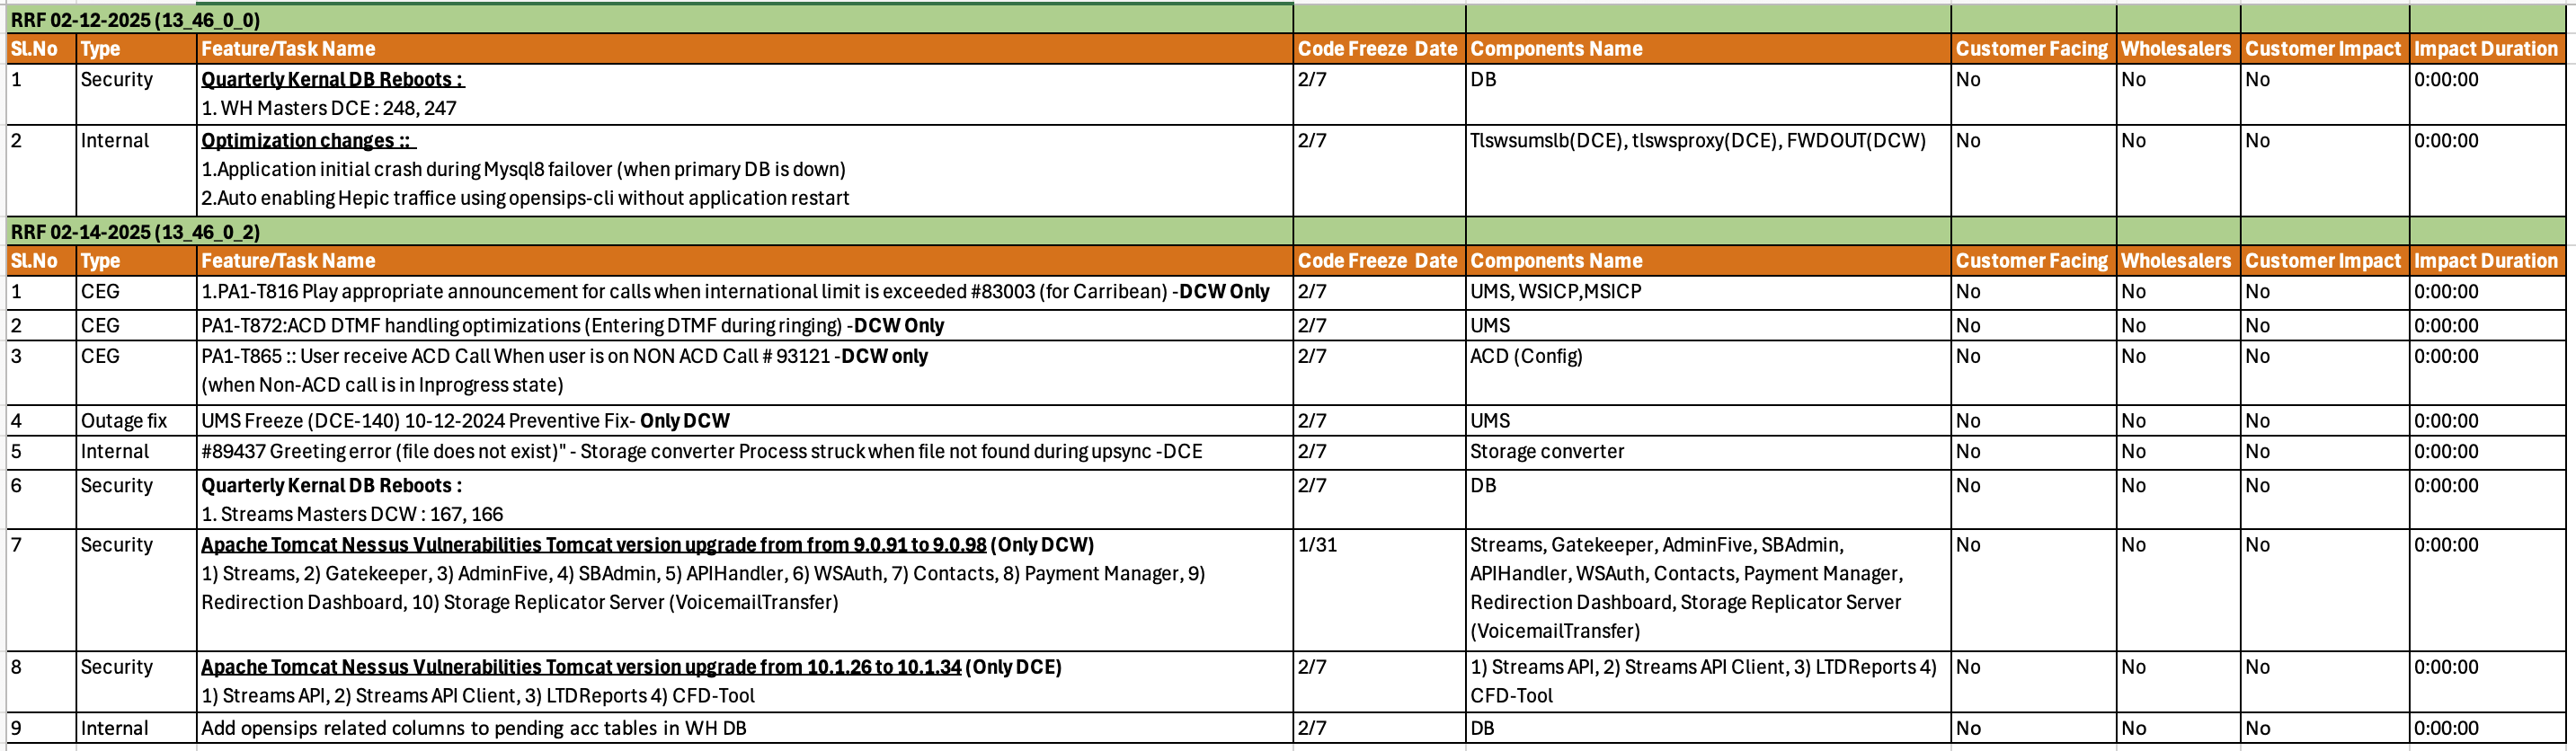 RRF 02-12-2025 (13_46_0_0)
Sl.No Type Feature/Task Name Code Freeze Date Components Name Customer Facing Wholesalers Customer Impact Impact Duration
1 Security Quarterly Kernal DB Reboots : 2/7 DB No No No 0:00:00
1. WH Masters DCE : 248, 247
2 Internal Optimization changes :: 2/7 Tlswsumslb(DCE), tlswsproxy(DCE), FWDOUT(DCW) No No No 0:00:00
1.Application initial crash during Mysql8 failover (when primary DB is down)
2.Auto enabling Hepic traffice using opensips-cli without application restart
RRF 02-14-2025 (13_46_0_2)
Sl.No Type Feature/Task Name Code Freeze Date Components Name Customer Facing Wholesalers Customer Impact Impact Duration
1 CEG 1.PA1-T816 Play appropriate announcement for calls when international limit is exceeded #83003 (for Carribean) -DCW Only 2/7 UMS, WSICP,MSICP No No No 0:00:00
2 CEG PA1-T872:ACD DTMF handling optimizations (Entering DTMF during ringing) -DCW Only 2/7 UMS No No No 0:00:00
3 CEG PA1-T865 :: User receive ACD Call When user is on NON ACD Call # 93121 -DCW only 2/7 ACD (Config) No No No 0:00:00
(when Non-ACD call is in Inprogress state)
4 Outage fix UMS Freeze (DCE-140) 10-12-2024 Preventive Fix- Only DCW 2/7 UMS No No No 0:00:00
5 Internal #89437 Greeting error (file does not exist)" - Storage converter Process struck when file not found during upsync -DCE 2/7 Storage converter No No No 0:00:00
6 Security Quarterly Kernal DB Reboots : 2/7 DB No No No 0:00:00
1. Streams Masters DCW : 167, 166
7 Security Apache Tomcat Nessus Vulnerabilities Tomcat version upgrade from from 9.0.91 to 9.0.98 (Only DCW) 1/31 Streams, Gatekeeper, AdminFive, SBAdmin, No No No 0:00:00
1) Streams, 2) Gatekeeper, 3) AdminFive, 4) SBAdmin, 5) APIHandler, 6) WSAuth, 7) Contacts, 8) Payment Manager, 9) APIHandler, WSAuth, Contacts, Payment Manager,
Redirection Dashboard, 10) Storage Replicator Server (VoicemailTransfer) Redirection Dashboard, Storage Replicator Server
(VoicemailTransfer)
8 Security Apache Tomcat Nessus Vulnerabilities Tomcat version upgrade from 10.1.26 to 10.1.34 (Only DCE) 2/7 1) Streams API, 2) Streams API Client, 3) LTDReports 4) No No No 0:00:00
1) Streams API, 2) Streams API Client, 3) LTDReports 4) CFD-Tool CFD-Tool
9 Internal Add opensips related columns to pending acc tables in WH DB 2/7 DB No No No 0:00:00